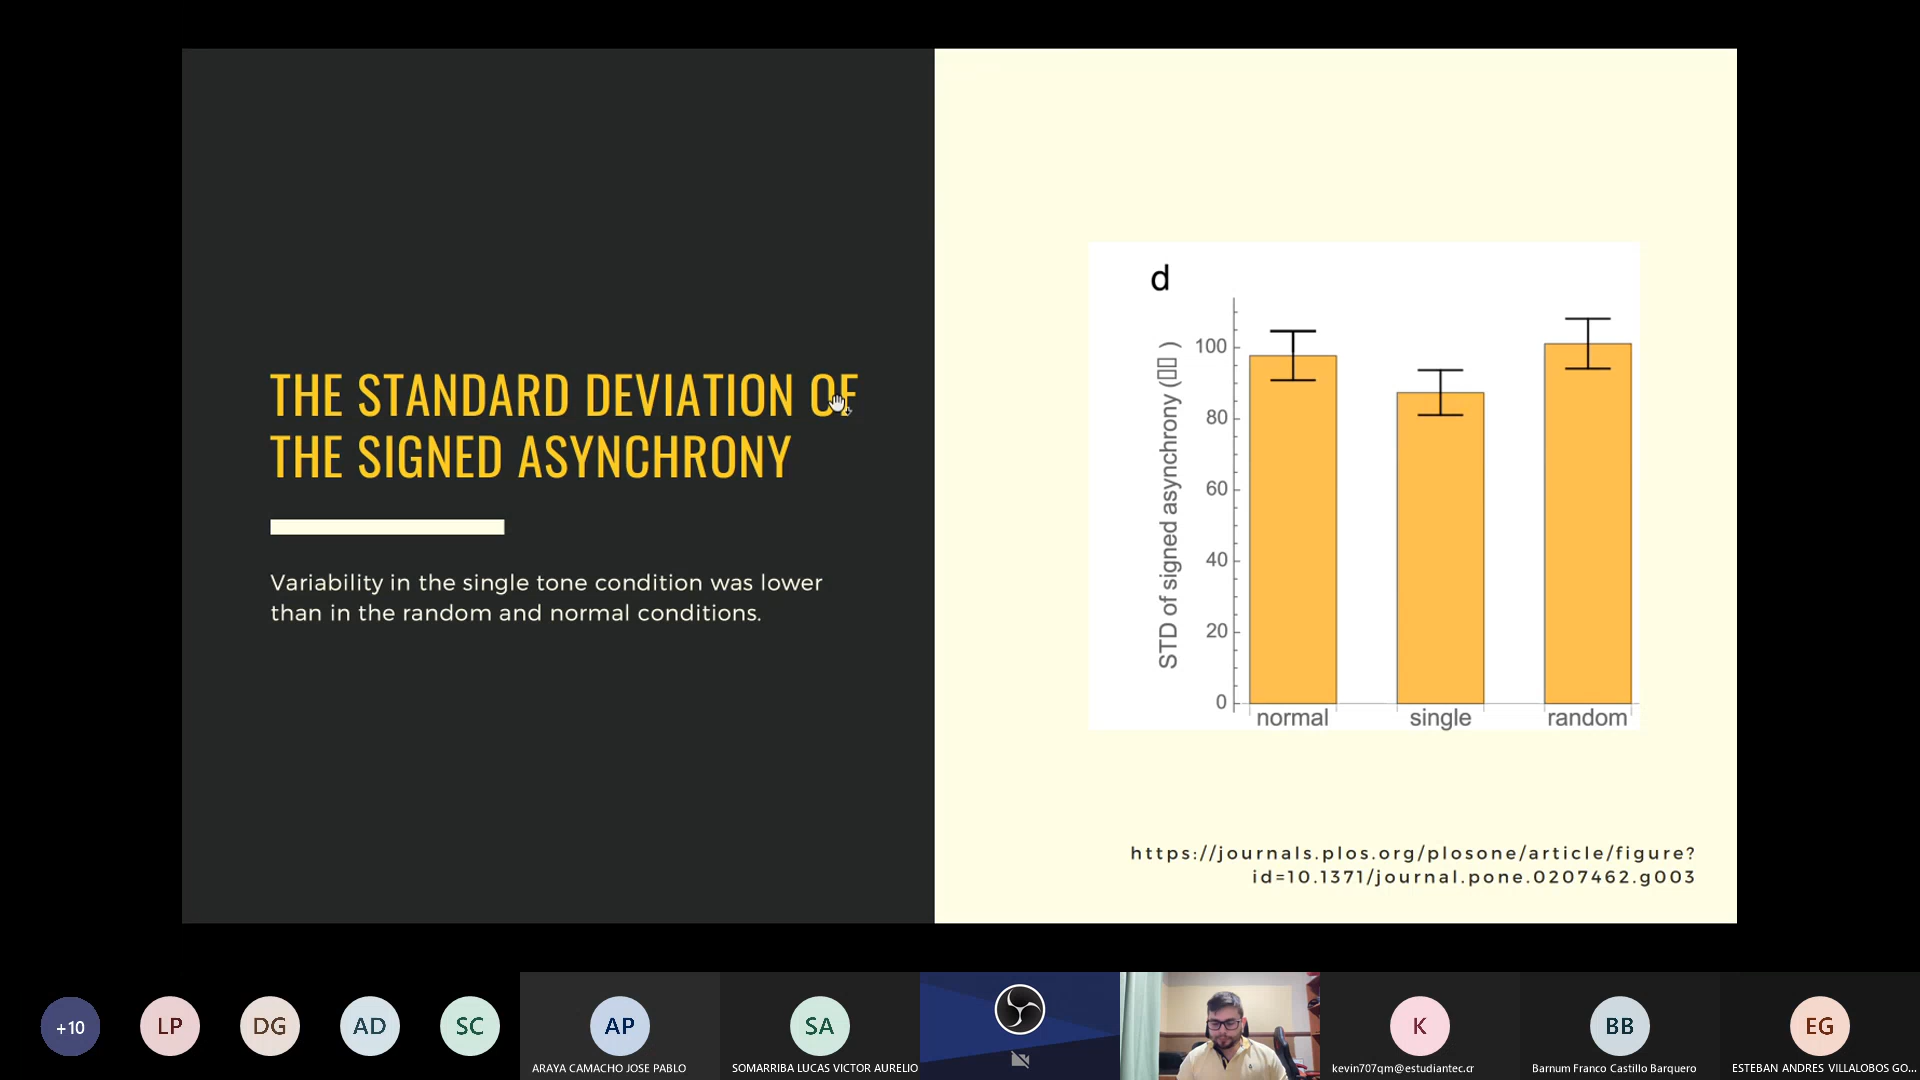 THE STANDARD DEVIATION OF
THE SIGNED ASYNCHRONY
Variability in the single tone condition was lower
than in the random and normal conditions.
d
STD of signed asynchrony (▯▯ )
100
80
60
40
20
0
normal
single
random
https://journals.plos.org/plosone/article/figure?
id=10.1371/journal.pone.0207462.g003
+10
LP
DG
AD
SC
AP
ARAYA CAMACHO JOSE PABLO
SA
SOMARRIBA LUCAS VICTOR AURELIO
K
kevin707qm@estudiantec.cr
BB
Barnum Franco Castillo Barquero
EG
ESTEBAN ANDRES VILLALOBOS GO...